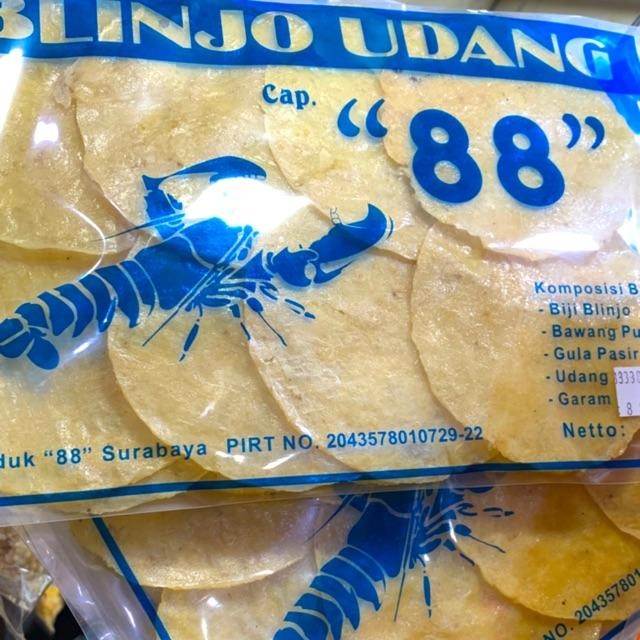 BLINJO UDANG
Cap.
“88”
Komposisi B
- Biji Blinjo
- Bawang Pu
- Gula Pasir
- Udang
- Garam
Netto:
duk “88” Surabaya PIRT NO. 2043578010729-22